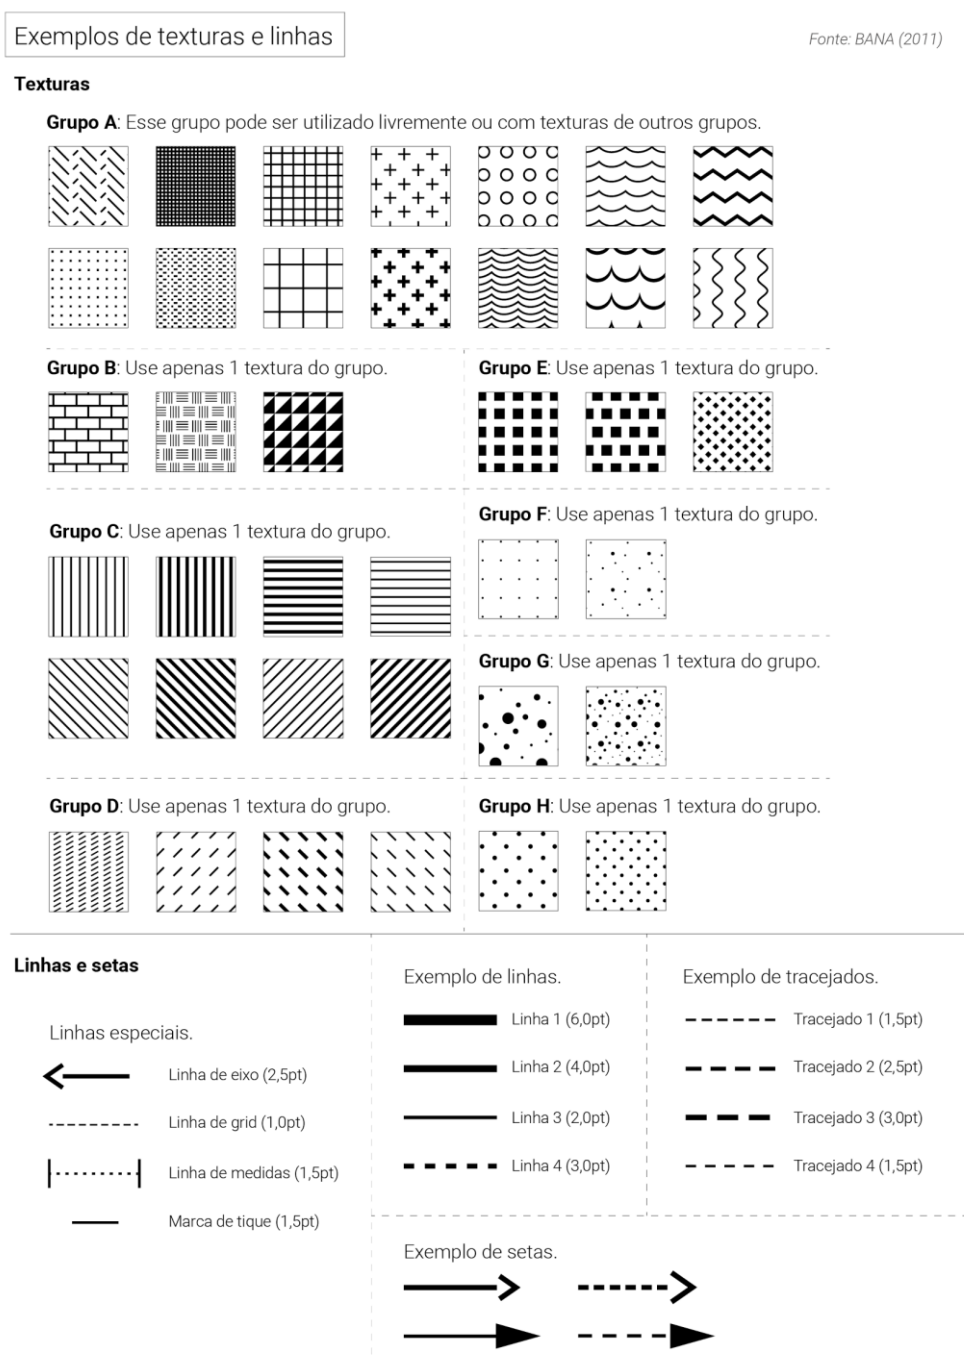 Exemplos de texturas e linhas
Fonte: BANA (2011)
Texturas
Grupo A: Esse grupo pode ser utilizado livremente ou com texturas de outros grupos.
Grupo B: Use apenas 1 textura do grupo.
Grupo E: Use apenas 1 textura do grupo.
Grupo C: Use apenas 1 textura do grupo.
Grupo F: Use apenas 1 textura do grupo.
Grupo G: Use apenas 1 textura do grupo.
Grupo D: Use apenas 1 textura do grupo.
Grupo H: Use apenas 1 textura do grupo.
Linhas e setas
Linhas especiais.
Linha de eixo (2,5pt)
Linha de grid (1,0pt)
Linha de medidas (1,5pt)
Marca de tique (1,5pt)
Exemplo de linhas.
Linha 1 (6,0pt)
Linha 2 (4,0pt)
Linha 3 (2,0pt)
Linha 4 (3,0pt)
Exemplo de tracejados.
Tracejado 1 (1,5pt)
Tracejado 2 (2,5pt)
Tracejado 3 (3,0pt)
Tracejado 4 (1,5pt)
Exemplo de setas.